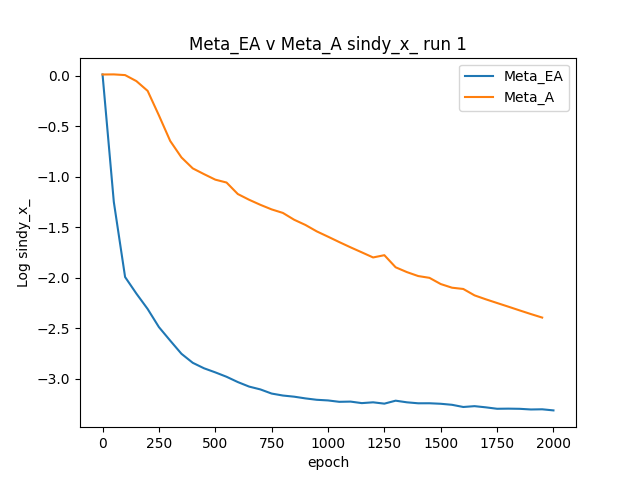 Meta_EA v Meta_A sindy_x_ run 1
Meta_EA
Meta_A
Log sindy_x_
0.0
−0.5
−1.0
−1.5
−2.0
−2.5
−3.0
0 250 500 750 1000 1250 1500 1750 2000
epoch